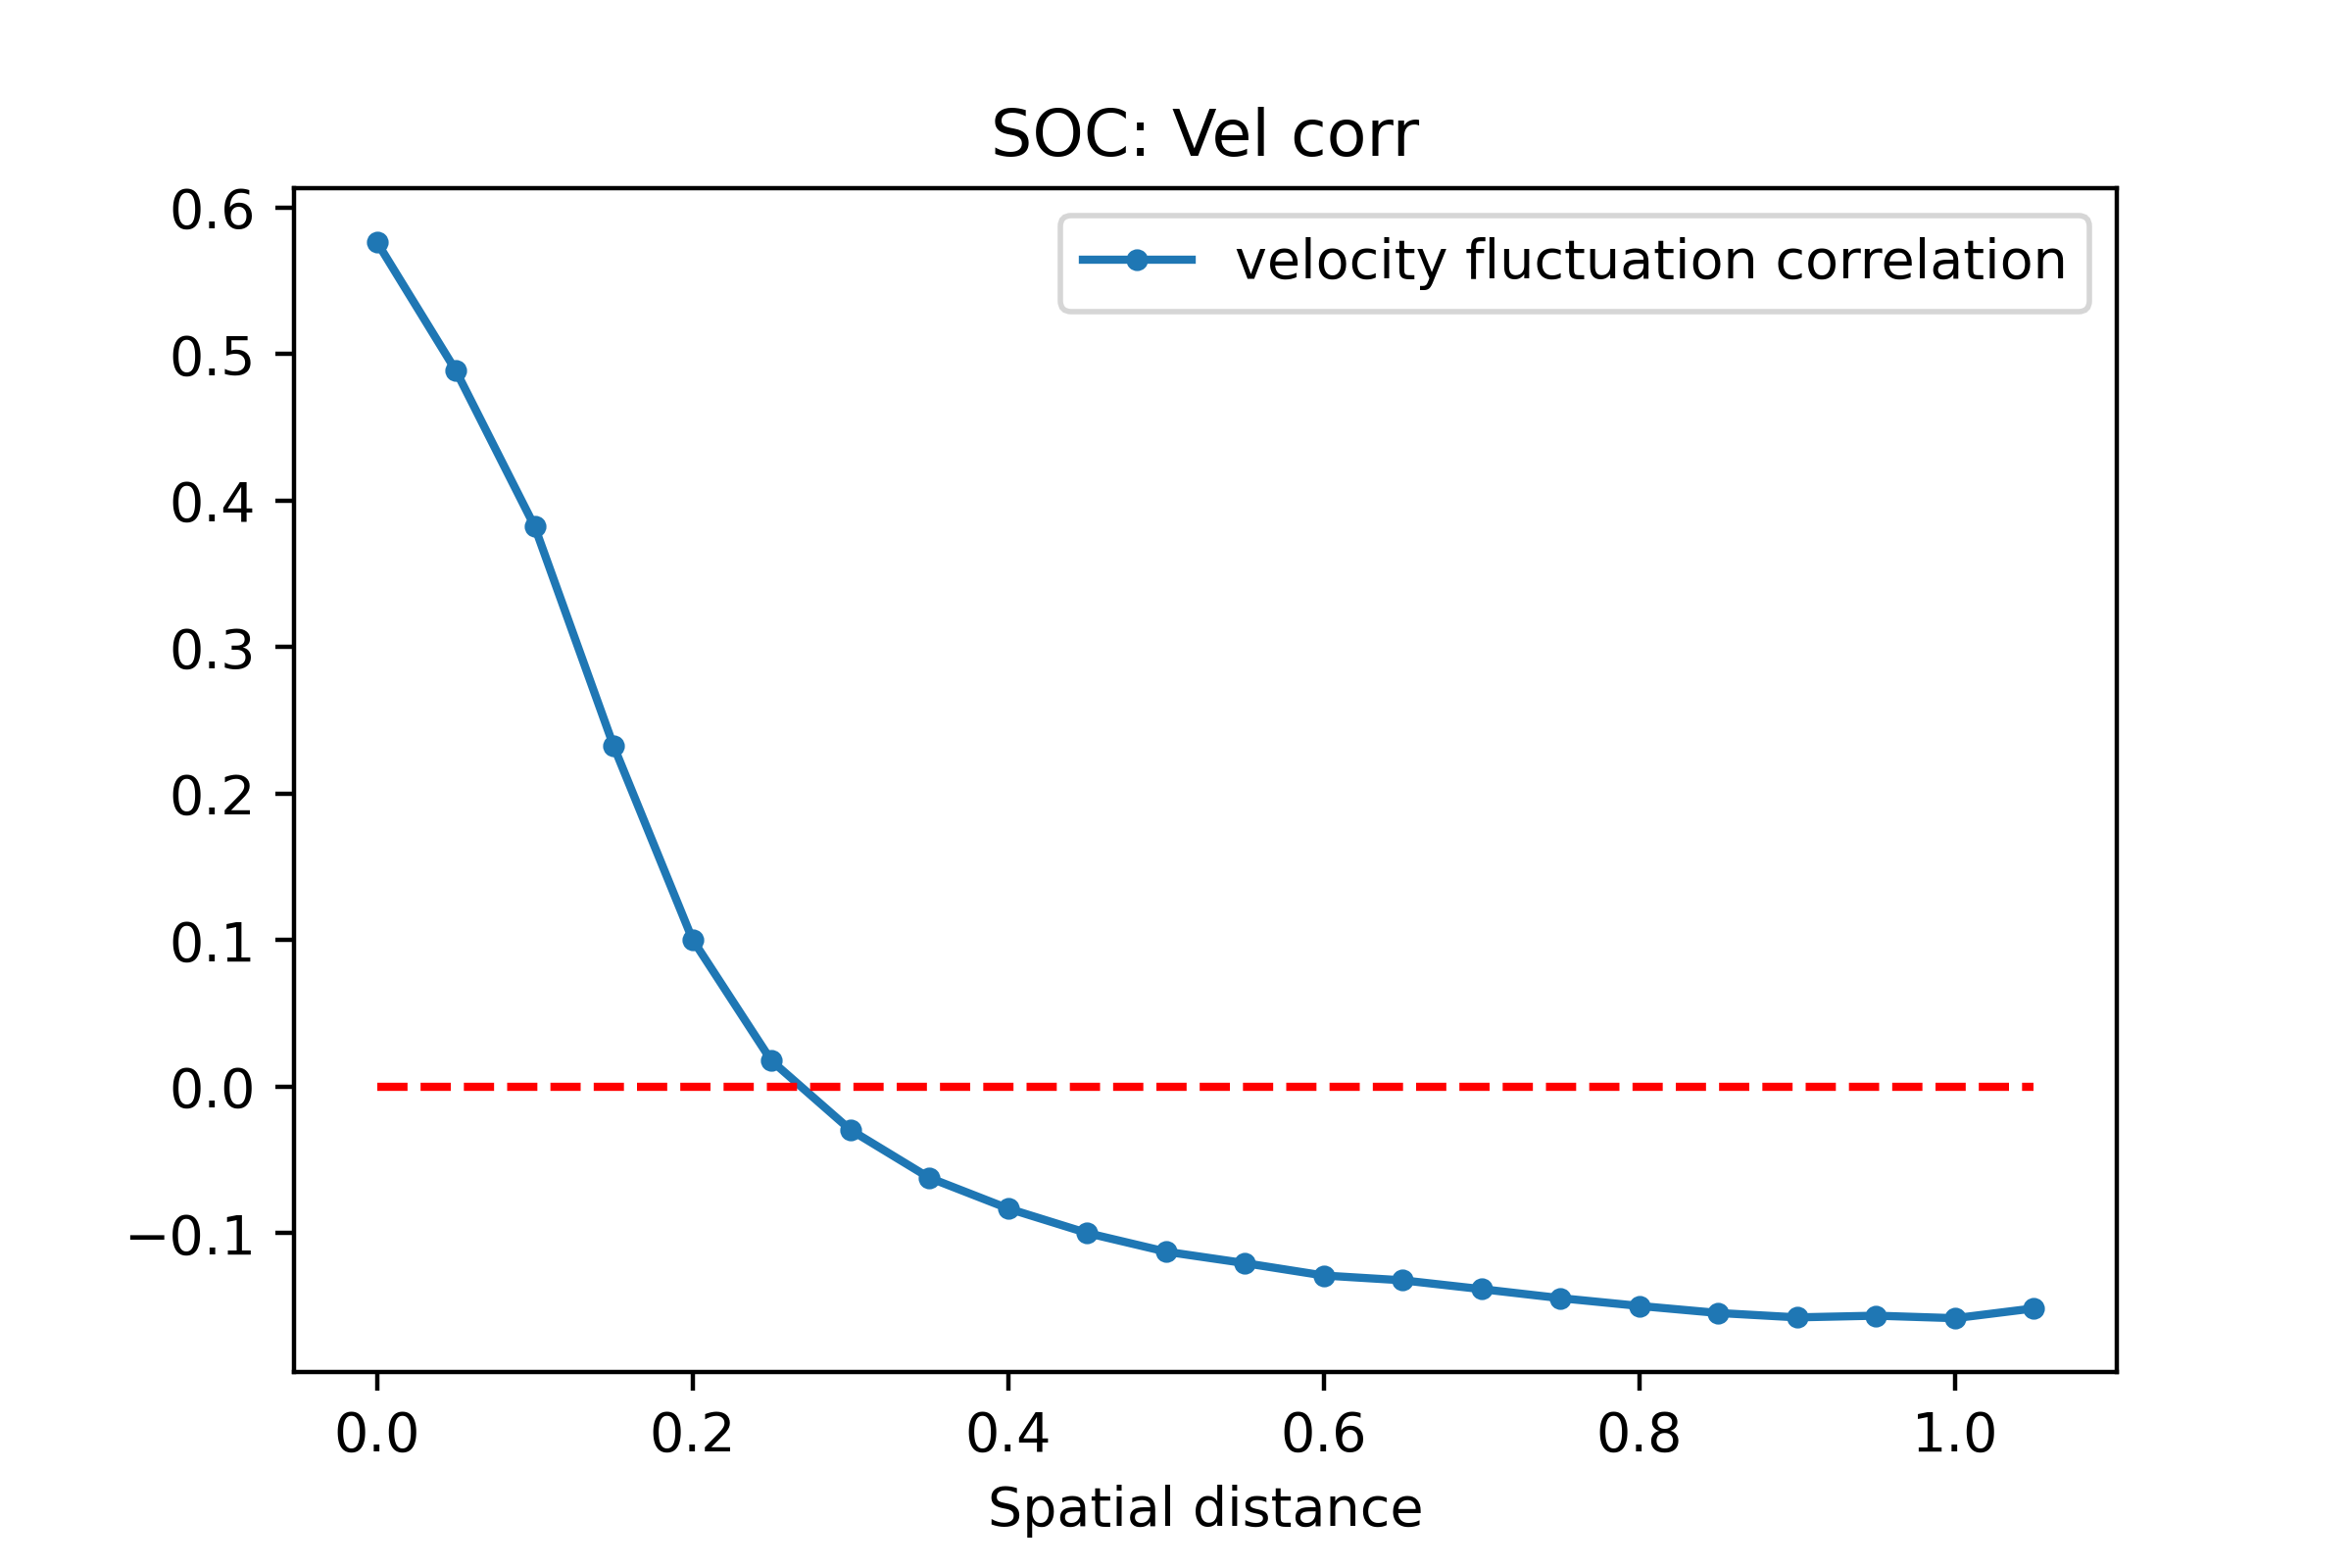 SOC: Vel corr
velocity fluctuation correlation
0.6
0.5
0.4
0.3
0.2
0.1
0.0
−0.1
0.0 0.2 0.4 0.6 0.8 1.0
Spatial distance